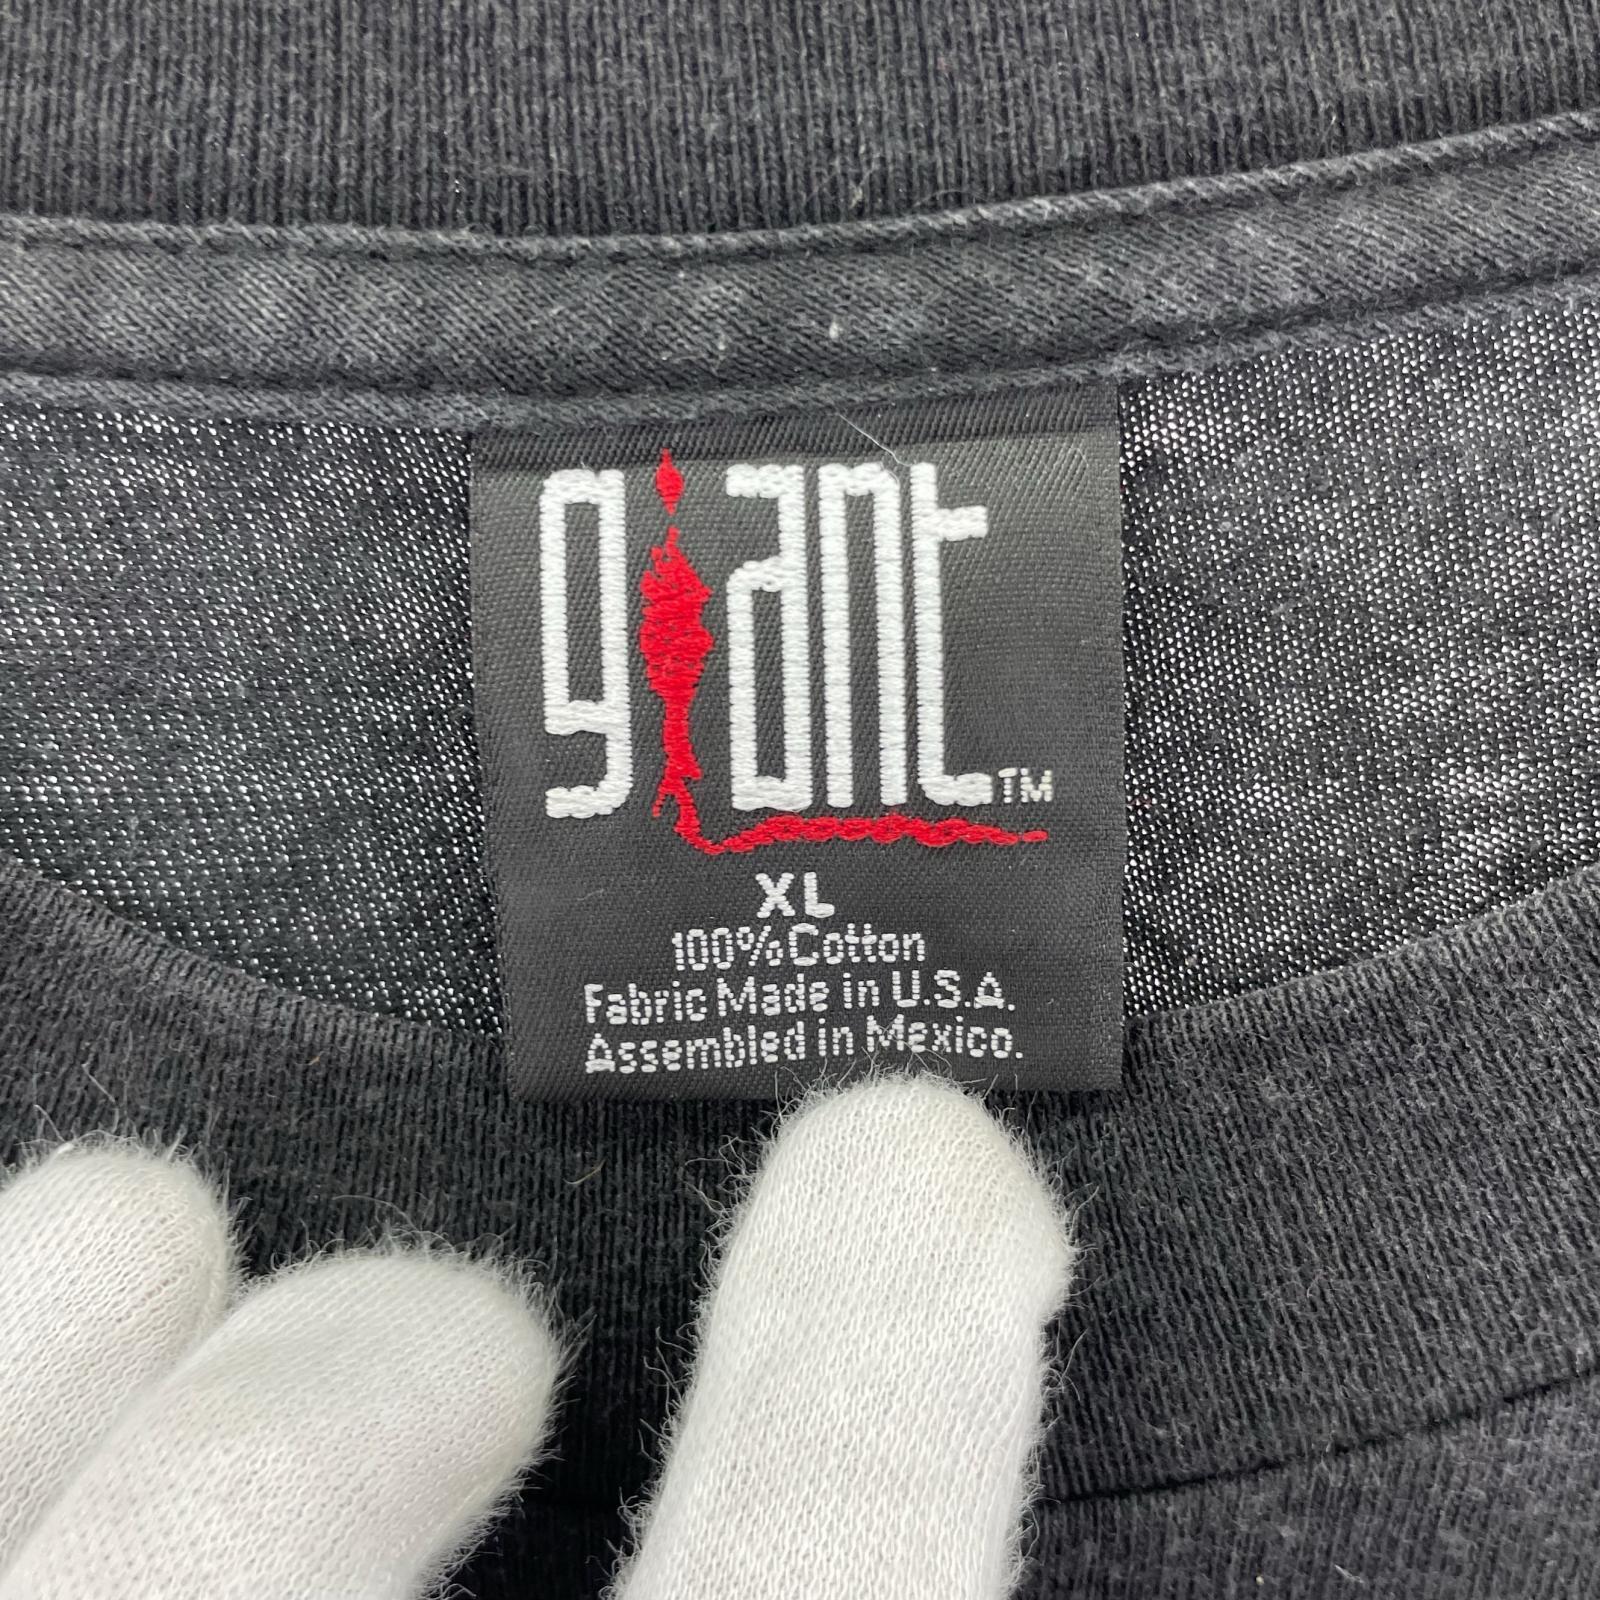 giant™
XL
100% Cotton
Fabric Made in U.S.A.
Assembled in Mexico.